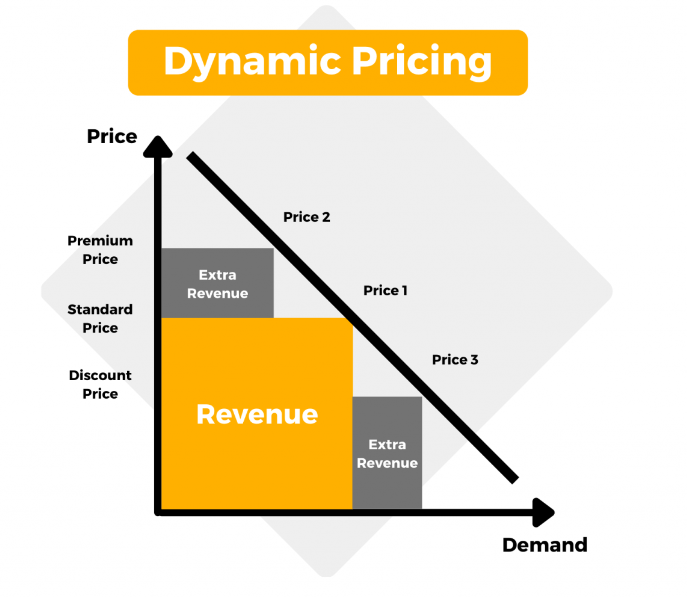 Dynamic Pricing
Price
Price 2
Premium
Price
Extra
Revenue
Price 1
Standard
Price
Price 3
Discount
Price
Revenue
Extra
Revenue
Demand